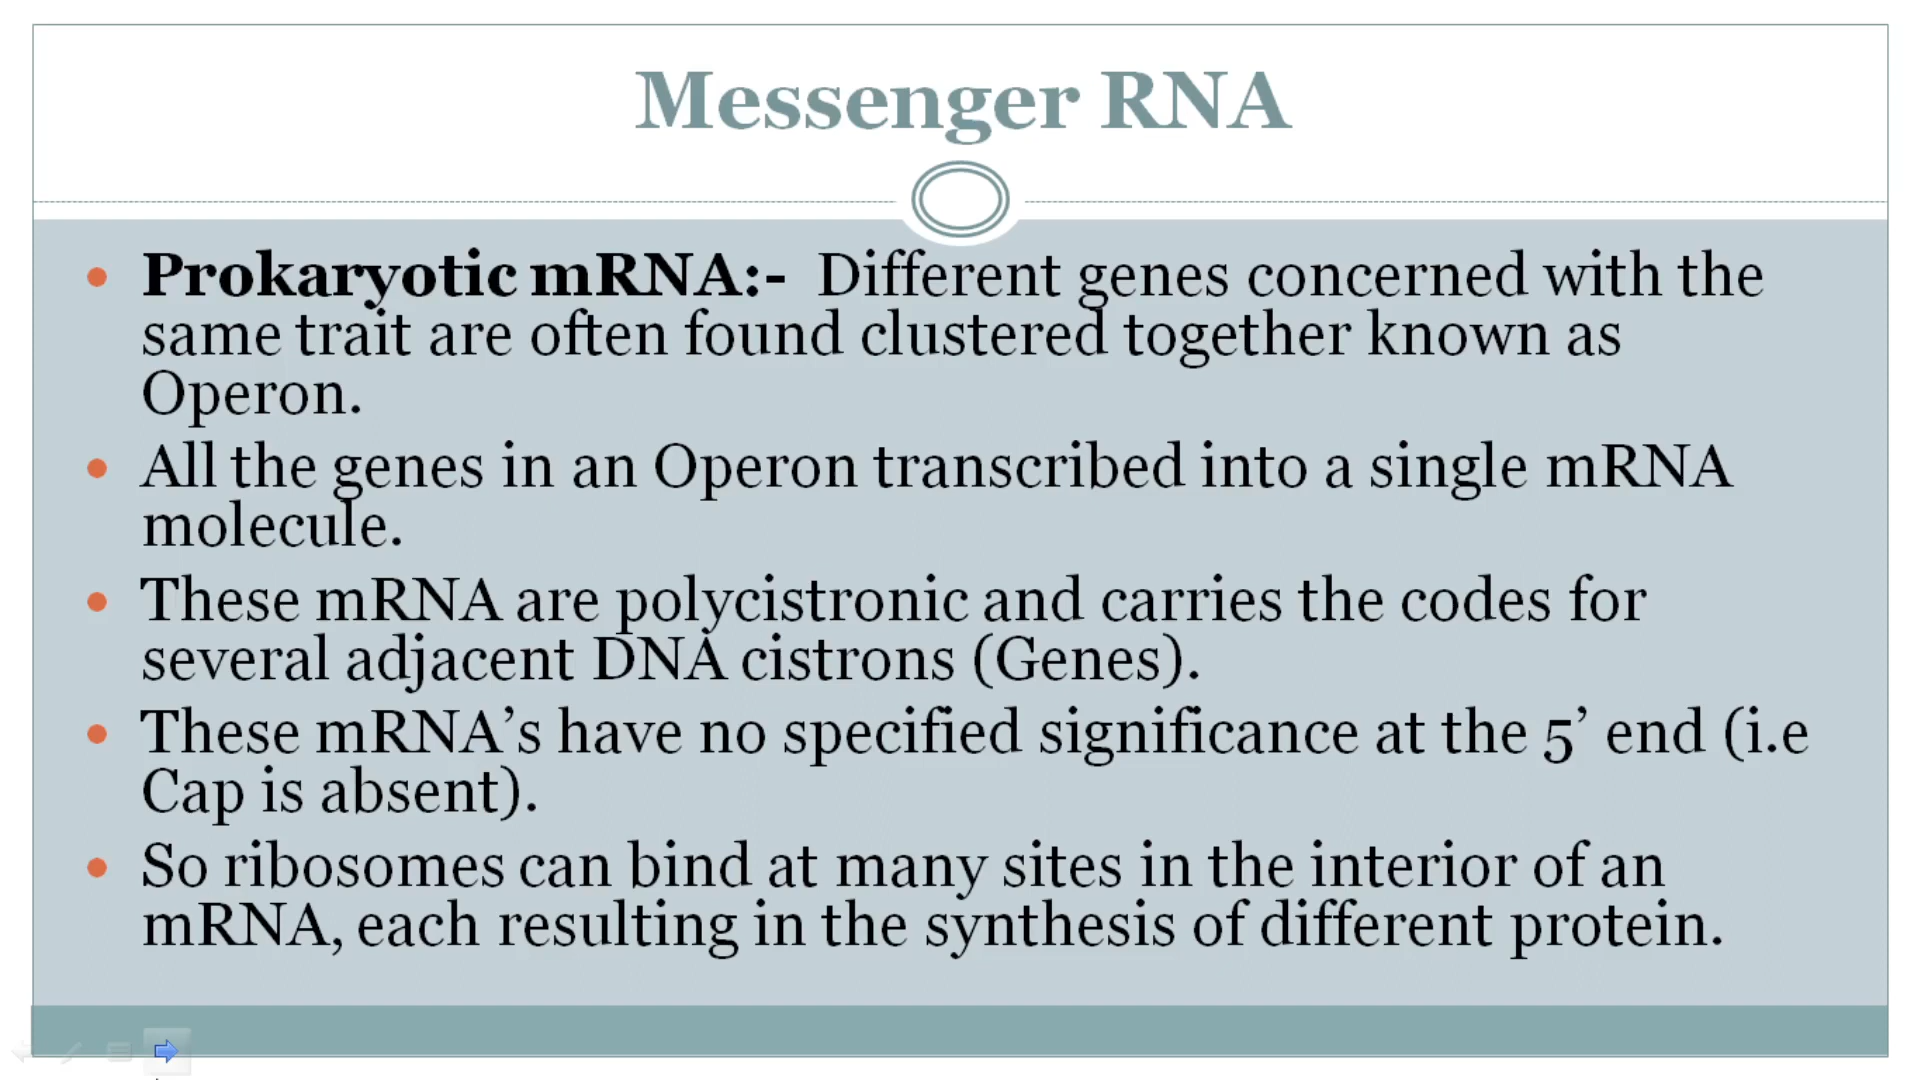 Messenger RNA
• Prokaryotic mRNA:- Different genes concerned with the
same trait are often found clustered together known as
Operon.
• All the genes in an Operon transcribed into a single mRNA
molecule.
• These mRNA are polycistronic and carries the codes for
several adjacent DNA cistrons (Genes).
• These mRNA’s have no specified significance at the 5’ end (i.e
Cap is absent).
• So ribosomes can bind at many sites in the interior of an
mRNA, each resulting in the synthesis of different protein.